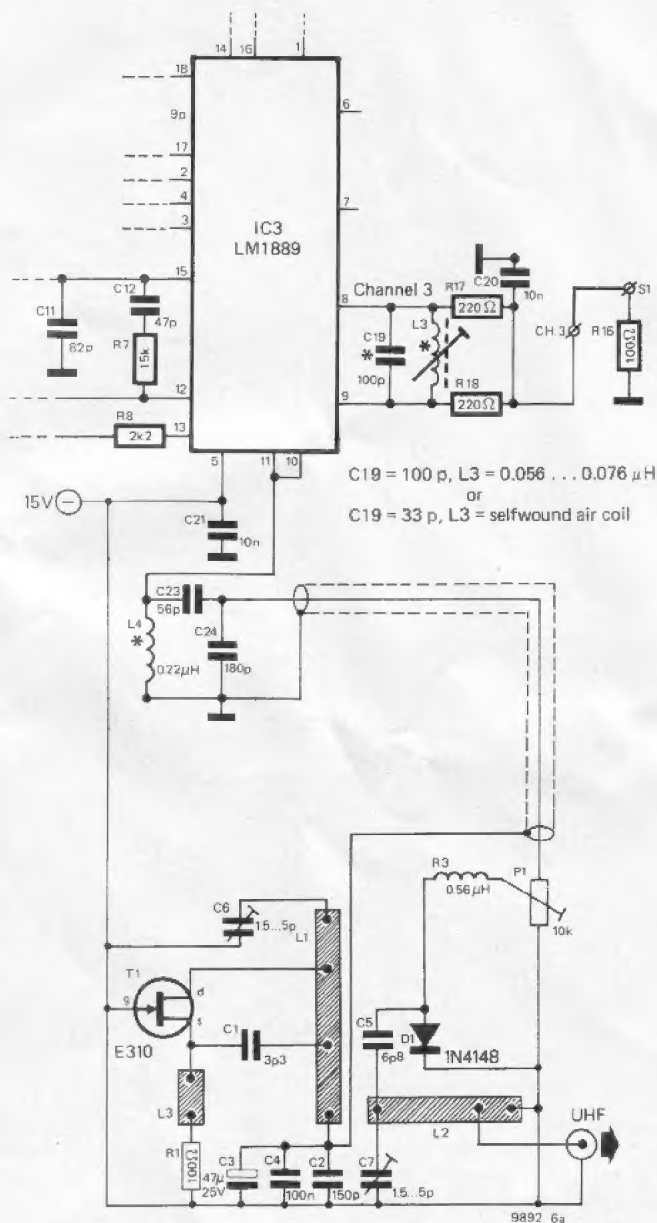 14
16
1
18
9p
17
2
4
3
6
7
IC3
LM1889
15
C12
47p
C11
82p
R7
15k
12
R8
2k2
13
8
Channel 3
R17
220Ω
C20
10n
S1
L3
*
C19
*
100p
CH.3
R16
100Ω
9
R18
220Ω
5
11
10
C19 = 100 p, L3 = 0.056 ... 0.076 µH
or
C19 = 33 p, L3 = selfwound air coil
15V
C21
10n
C23
56p
L4
*
C24
180p
0.22µH
R3
0.56µH
P1
10k
C6
1.5...5p
L1
T1
d
g
s
E310
C1
3p3
C5
6p8
D1
1N4148
L3
L2
UHF
R1
100Ω
C3
47µ
25V
C4
100n
C2
150p
C7
1.5...5p
9892 6a